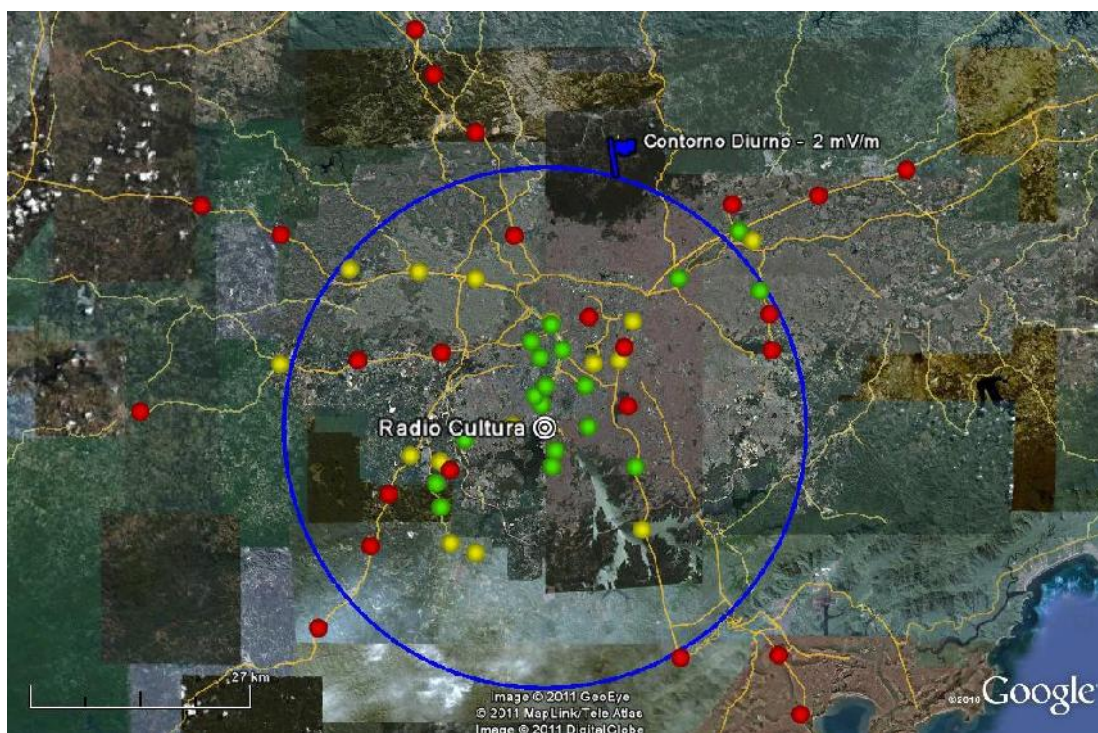 Contorno Diurno - 2 mV/m
Radio Cultura
27 km
Image © 2011 GeoEye
© 2011 MapLink/Tele Atlas
Image © 2011 DigitalGlobe
©2010 Google